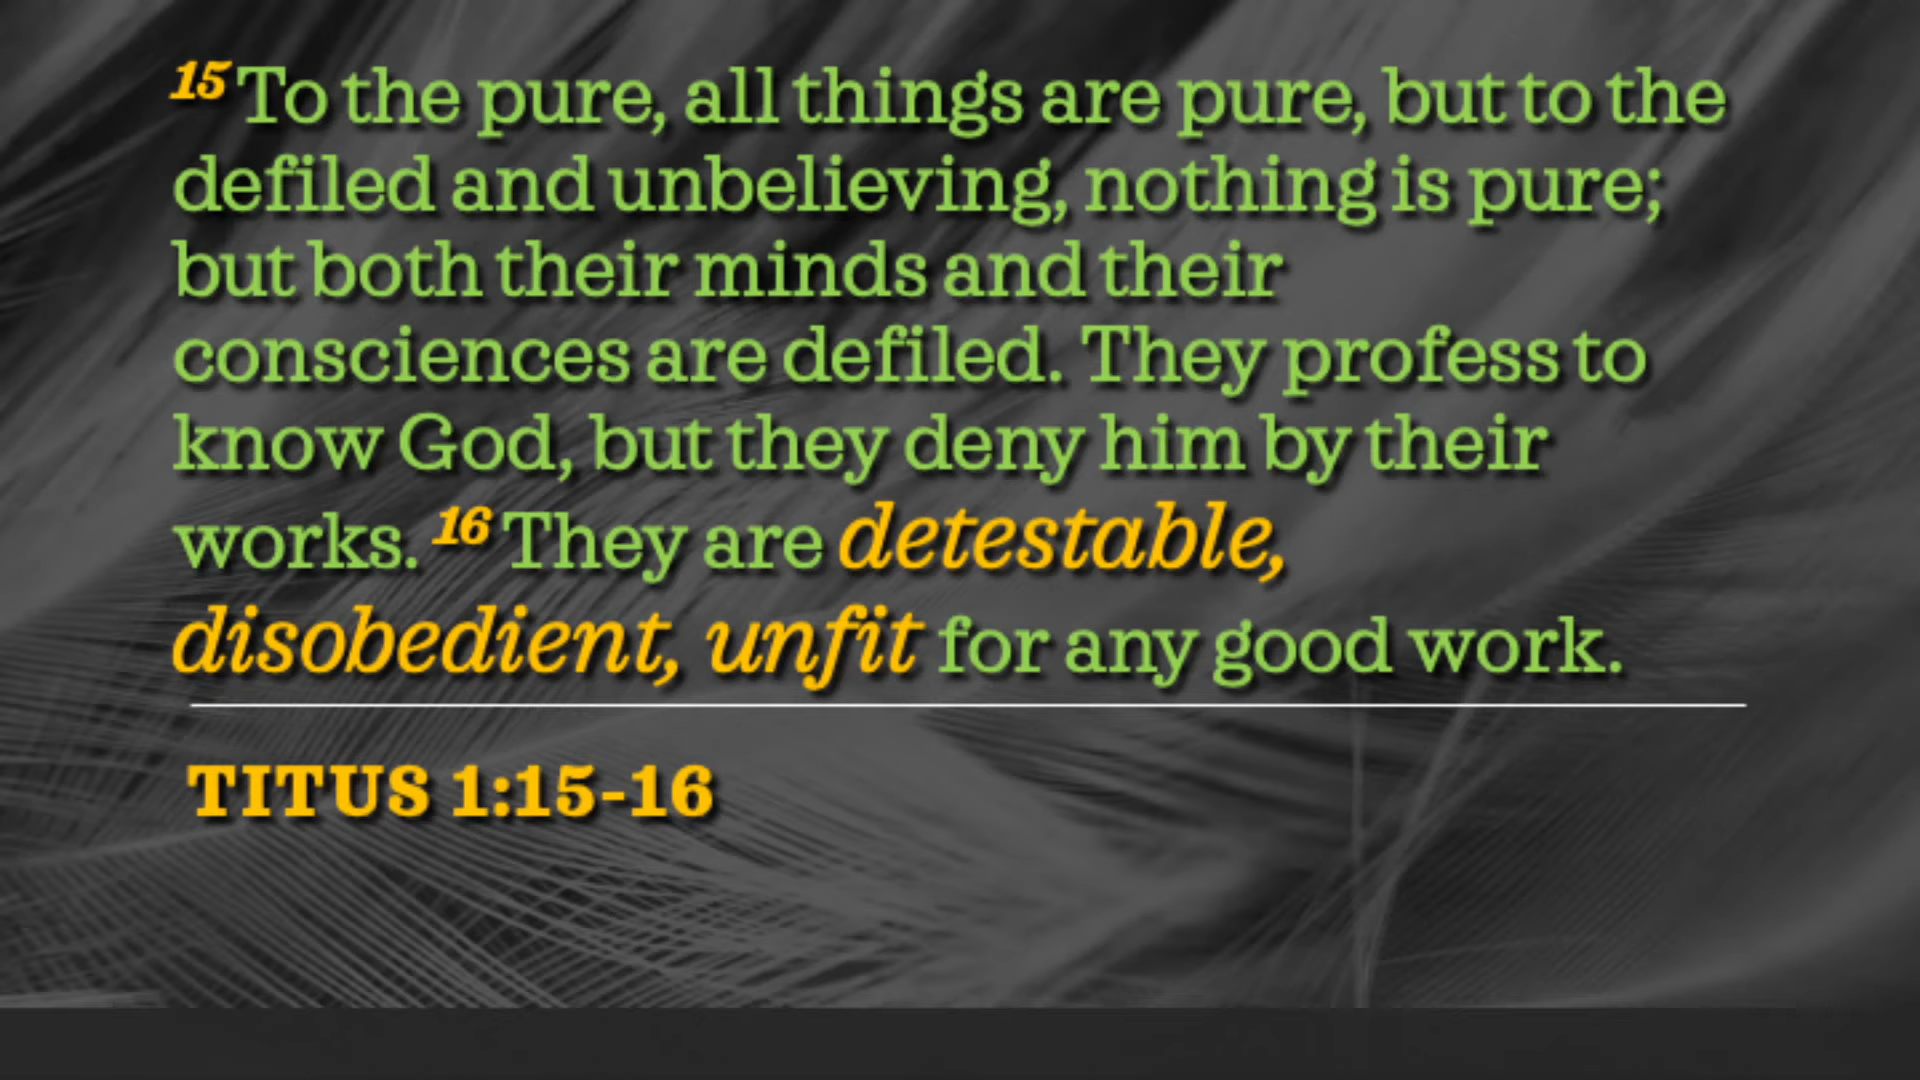 15 To the pure, all things are pure, but to the
defiled and unbelieving, nothing is pure;
but both their minds and their
consciences are defiled. They profess to
know God, but they deny him by their
works. 16 They are detestable,
disobedient, unfit for any good work.
TITUS 1:15-16